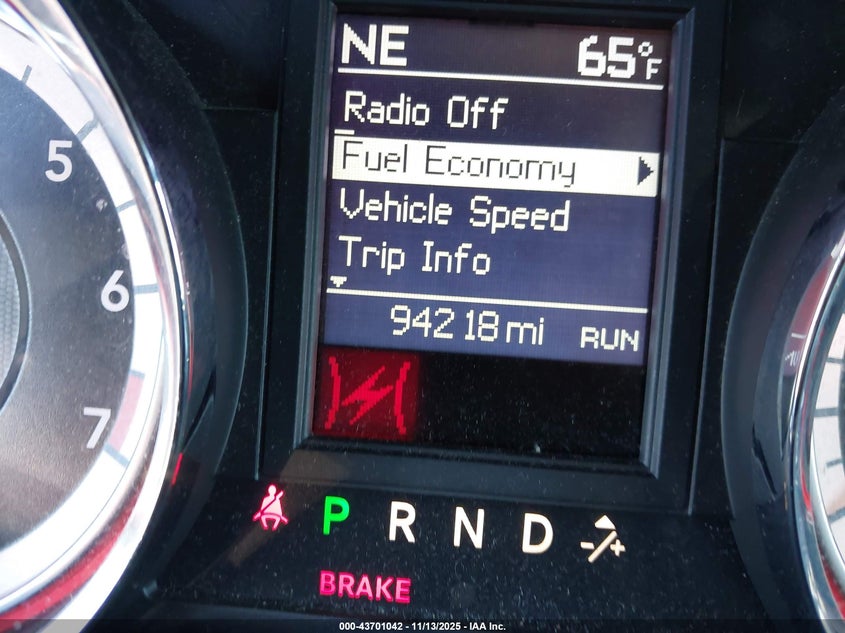 NE 65°F
Radio Off
Fuel Economy
Vehicle Speed
Trip Info
94218 mi RUN
5
6
7
P R N D -/+
BRAKE
000-43701042 - 11/13/2025 - IAA Inc.